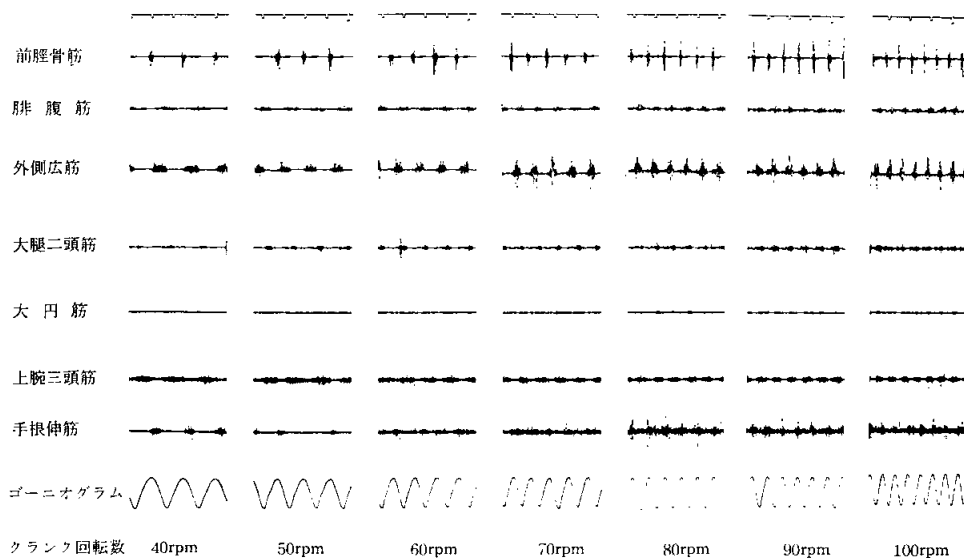 前脛骨筋
腓腹筋
外側広筋
大腿二頭筋
大円筋
上腕三頭筋
手根伸筋
ゴーニオグラム
クランク回転数 40rpm 50rpm 60rpm 70rpm 80rpm 90rpm 100rpm